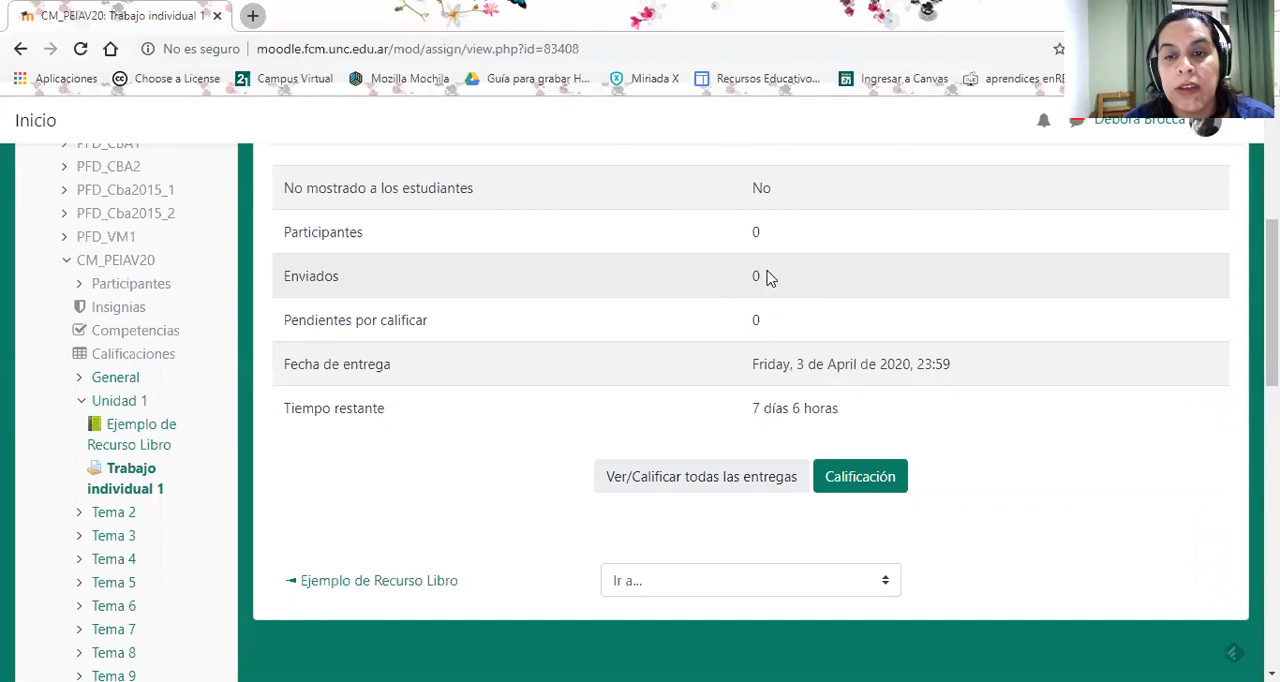 CM_PEIAV20: Trabajo individual 1
No es seguro
moodle.fcm.unc.edu.ar/mod/assign/view.php?id=83408
Aplicaciones
Choose a License
Campus Virtual
Mozilla Mochila
Guía para grabar H...
Miriada X
Recursos Educativo...
Ingresar a Canvas
aprendices enRE
Inicio
Debora Brocca
PFD_CBA1
PFD_CBA2
PFD_Cba2015_1
PFD_Cba2015_2
PFD_VM1
CM_PEIAV20
Participantes
Insignias
Competencias
Calificaciones
General
Unidad 1
Ejemplo de
Recurso Libro
Trabajo
individual 1
Tema 2
Tema 3
Tema 4
Tema 5
Tema 6
Tema 7
Tema 8
Tema 9
No mostrado a los estudiantes No
Participantes 0
Enviados 0
Pendientes por calificar 0
Fecha de entrega Friday, 3 de April de 2020, 23:59
Tiempo restante 7 días 6 horas
Ver/Calificar todas las entregas
Calificación
◄ Ejemplo de Recurso Libro
Ir a...